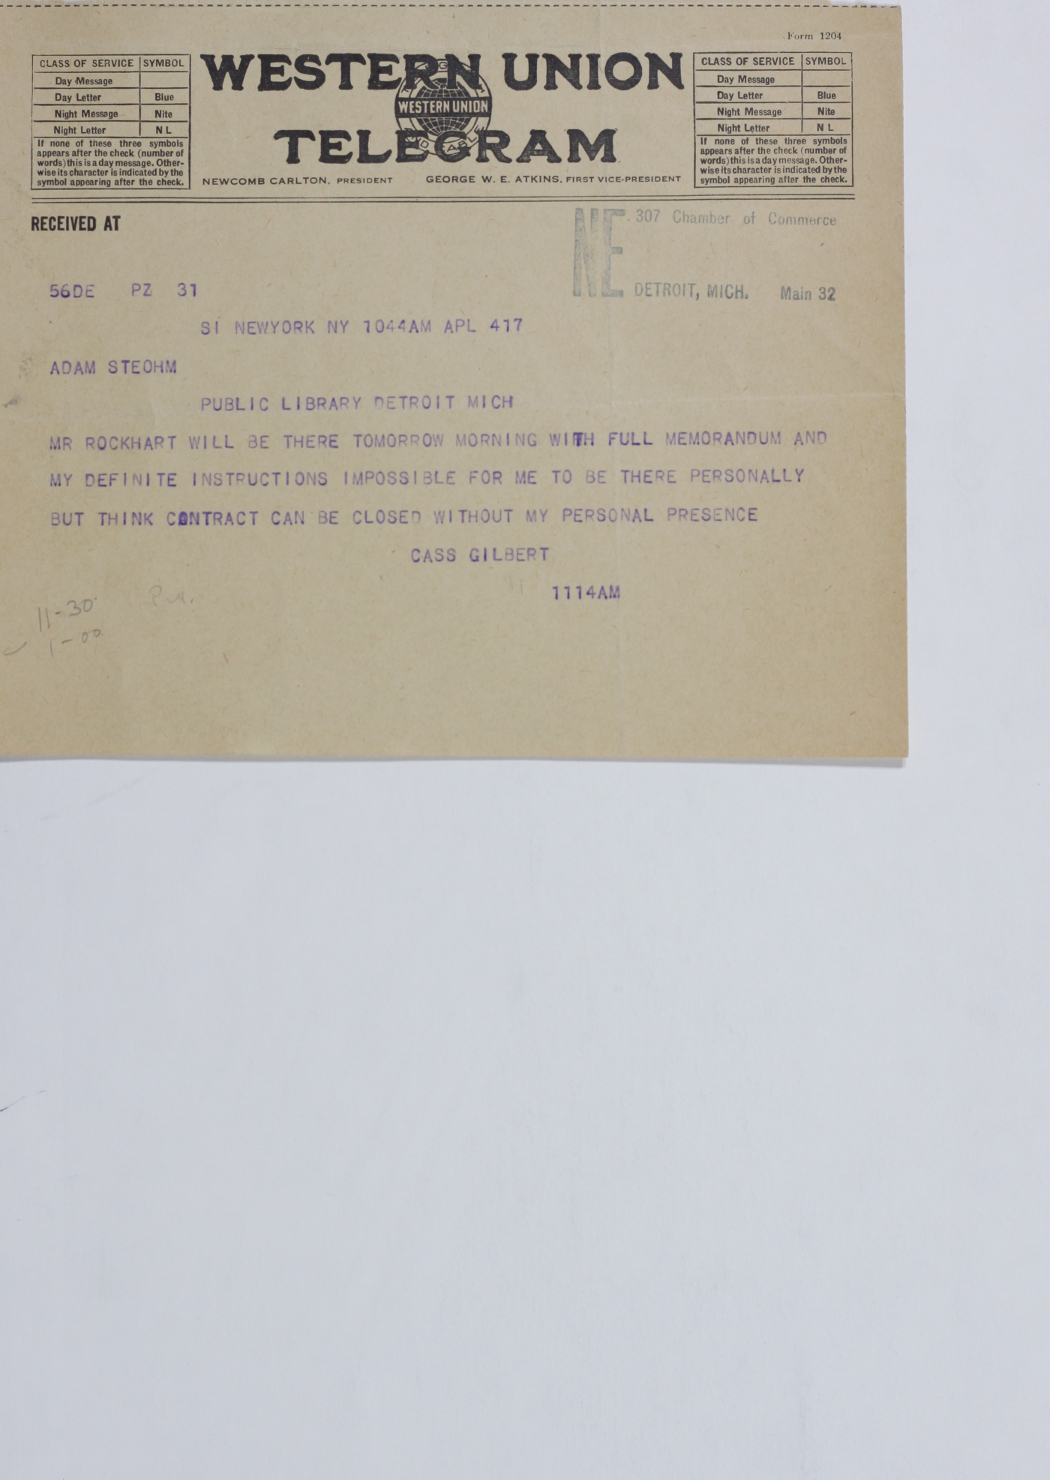 Form 1204
CLASS OF SERVICE SYMBOL
Day Message
Day Letter Blue
Night Message Nite
Night Letter N L
If none of these three symbols
appears after the check (number of
words) this is a day message. Other-
wise its character is indicated by the
symbol appearing after the check.
WESTERN UNION
WESTERN UNION
TELEGRAM
NEWCOMB CARLTON, PRESIDENT GEORGE W. E. ATKINS, FIRST VICE-PRESIDENT
CLASS OF SERVICE SYMBOL
Day Message
Day Letter Blue
Night Message Nite
Night Letter N L
If none of these three symbols
appears after the check (number of
words) this is a day message. Other-
wise its character is indicated by the
symbol appearing after the check.
RECEIVED AT
NE 307 Chamber of Commerce
DETROIT, MICH. Main 32
56DE PZ 31
SI NEWYORK NY 1044AM APL 417
ADAM STEOHM
PUBLIC LIBRARY DETROIT MICH
MR ROCKHART WILL BE THERE TOMORROW MORNING WITH FULL MEMORANDUM AND
MY DEFINITE INSTRUCTIONS IMPOSSIBLE FOR ME TO BE THERE PERSONALLY
BUT THINK CONTRACT CAN BE CLOSED WITHOUT MY PERSONAL PRESENCE
CASS GILBERT
1114AM
11-30
1-00